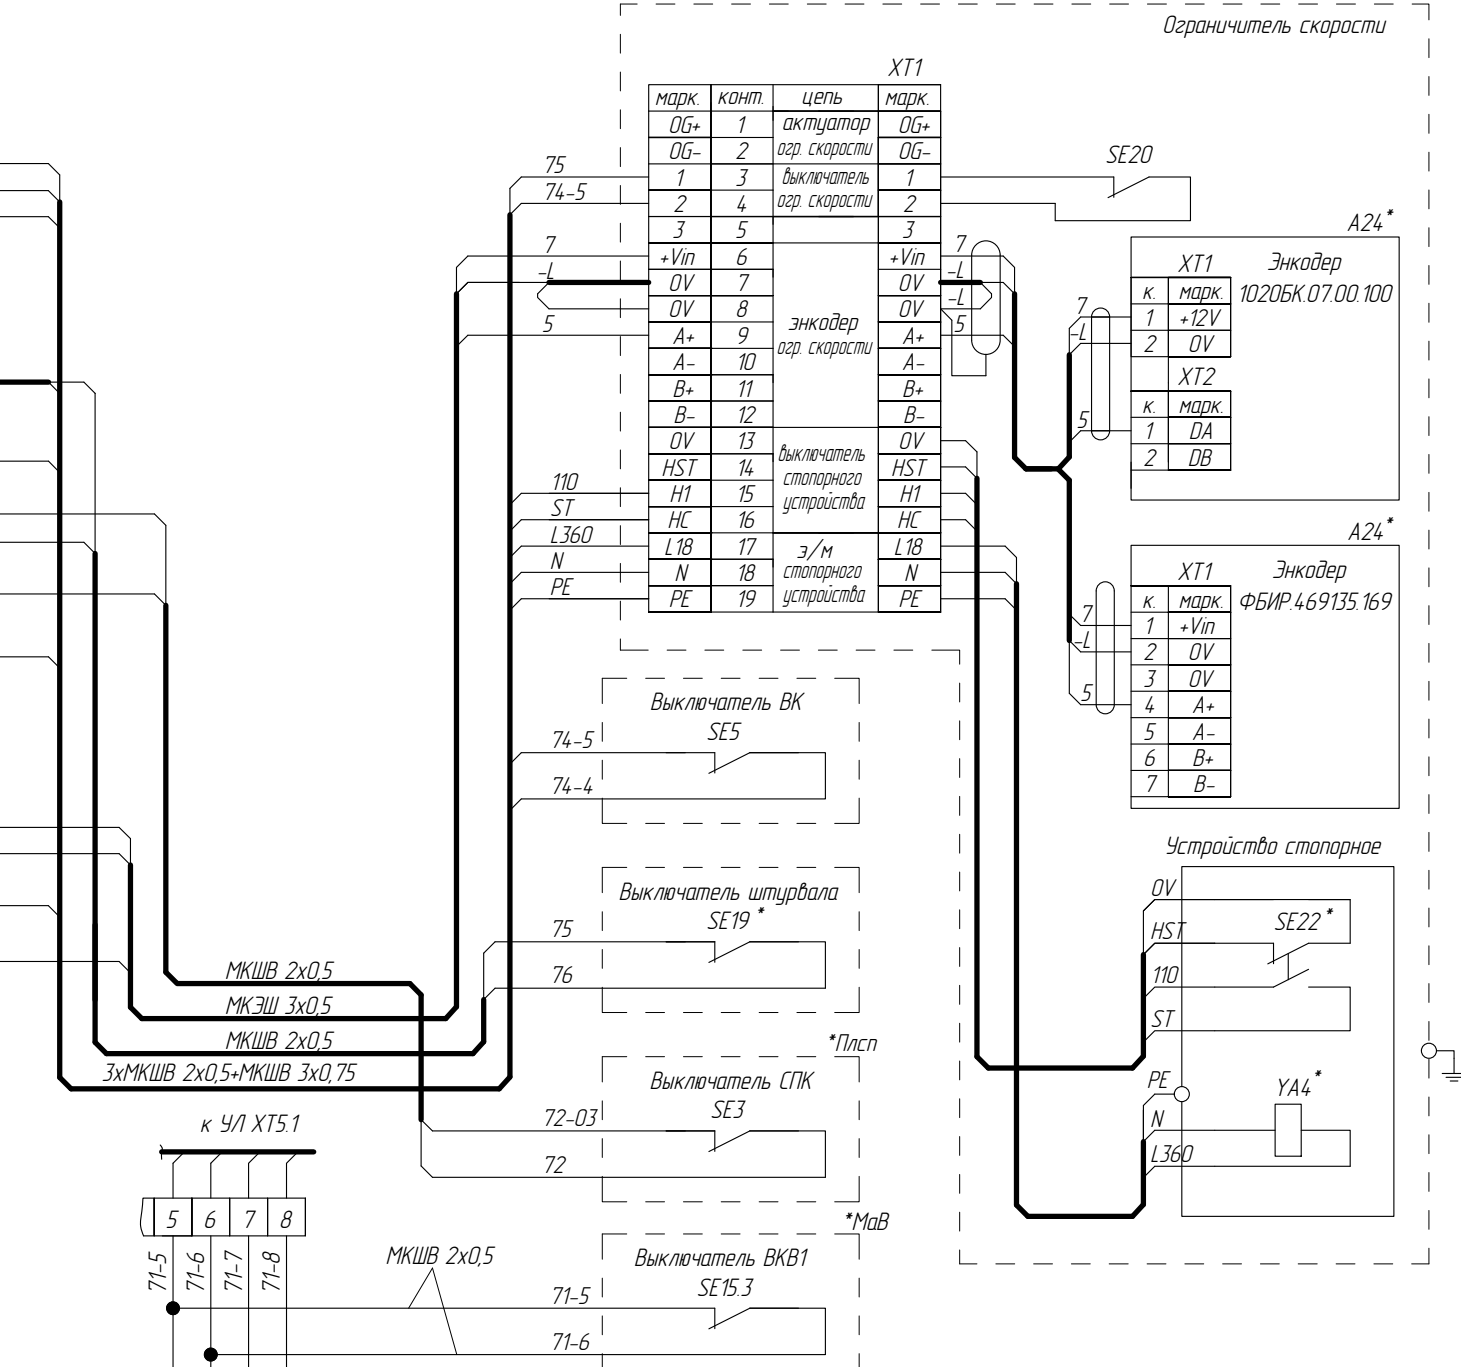 Ограничитель скорости
XT1
марк. конт. цепь марк.
OG+ 1 актуатор OG+
OG- 2 огр. скорости OG-
1 3 выключатель 1
2 4 огр. скорости 2
3 5 3
+Vin 6 +Vin
0V 7 0V
0V 8 энкодер 0V
A+ 9 огр. скорости A+
A- 10 A-
B+ 11 B+
B- 12 B-
0V 13 выключатель 0V
HST 14 стопорного HST
H1 15 устройства H1
HC 16 HC
L18 17 э/м L18
N 18 стопорного N
PE 19 устройства PE
75
74-5
7
-L
5
110
ST
L360
N
PE
7
-L
-L
5
SE20
A24*
XT1 Энкодер
к. марк. 1020БК.07.00.100
1 +12V
2 0V
XT2
к. марк.
1 DA
2 DB
7
-L
5
A24*
XT1 Энкодер
к. марк. ФБИР.469135.169
1 +Vin
2 0V
3 0V
4 A+
5 A-
6 B+
7 B-
7
-L
5
Устройство стопорное
0V
HST SE22*
110
ST
PE YA4*
N
L360
Выключатель ВК
SE5
74-5
74-4
Выключатель штурвала
SE19*
75
76
*Плсп
Выключатель СПК
SE3
72-03
72
*МаВ
Выключатель ВКВ1
SE15.3
71-5
71-6
МКШВ 2x0,5
МКЭШ 3x0,5
МКШВ 2x0,5
3xМКШВ 2x0,5+МКШВ 3x0,75
к УЛ XT5.1
5 6 7 8
71-5 71-6 71-7 71-8
МКШВ 2x0,5